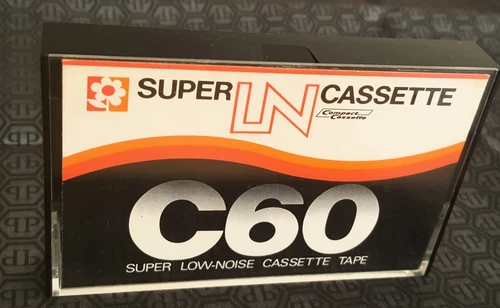 SUPER LN CASSETTE
Compact
Cassette
C60
SUPER LOW-NOISE CASSETTE TAPE